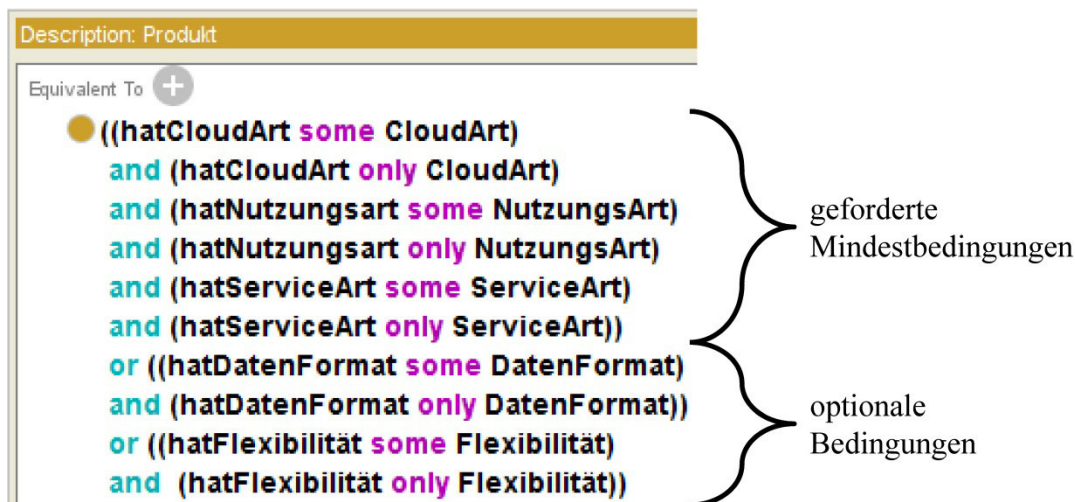 Description: Produkt
Equivalent To +
((hatCloudArt some CloudArt)
and (hatCloudArt only CloudArt)
and (hatNutzungsart some NutzungsArt)
and (hatNutzungsart only NutzungsArt)
and (hatServiceArt some ServiceArt)
and (hatServiceArt only ServiceArt))
or ((hatDatenFormat some DatenFormat)
and (hatDatenFormat only DatenFormat))
or ((hatFlexibilität some Flexibilität)
and (hatFlexibilität only Flexibilität))
geforderte
Mindestbedingungen
optionale
Bedingungen